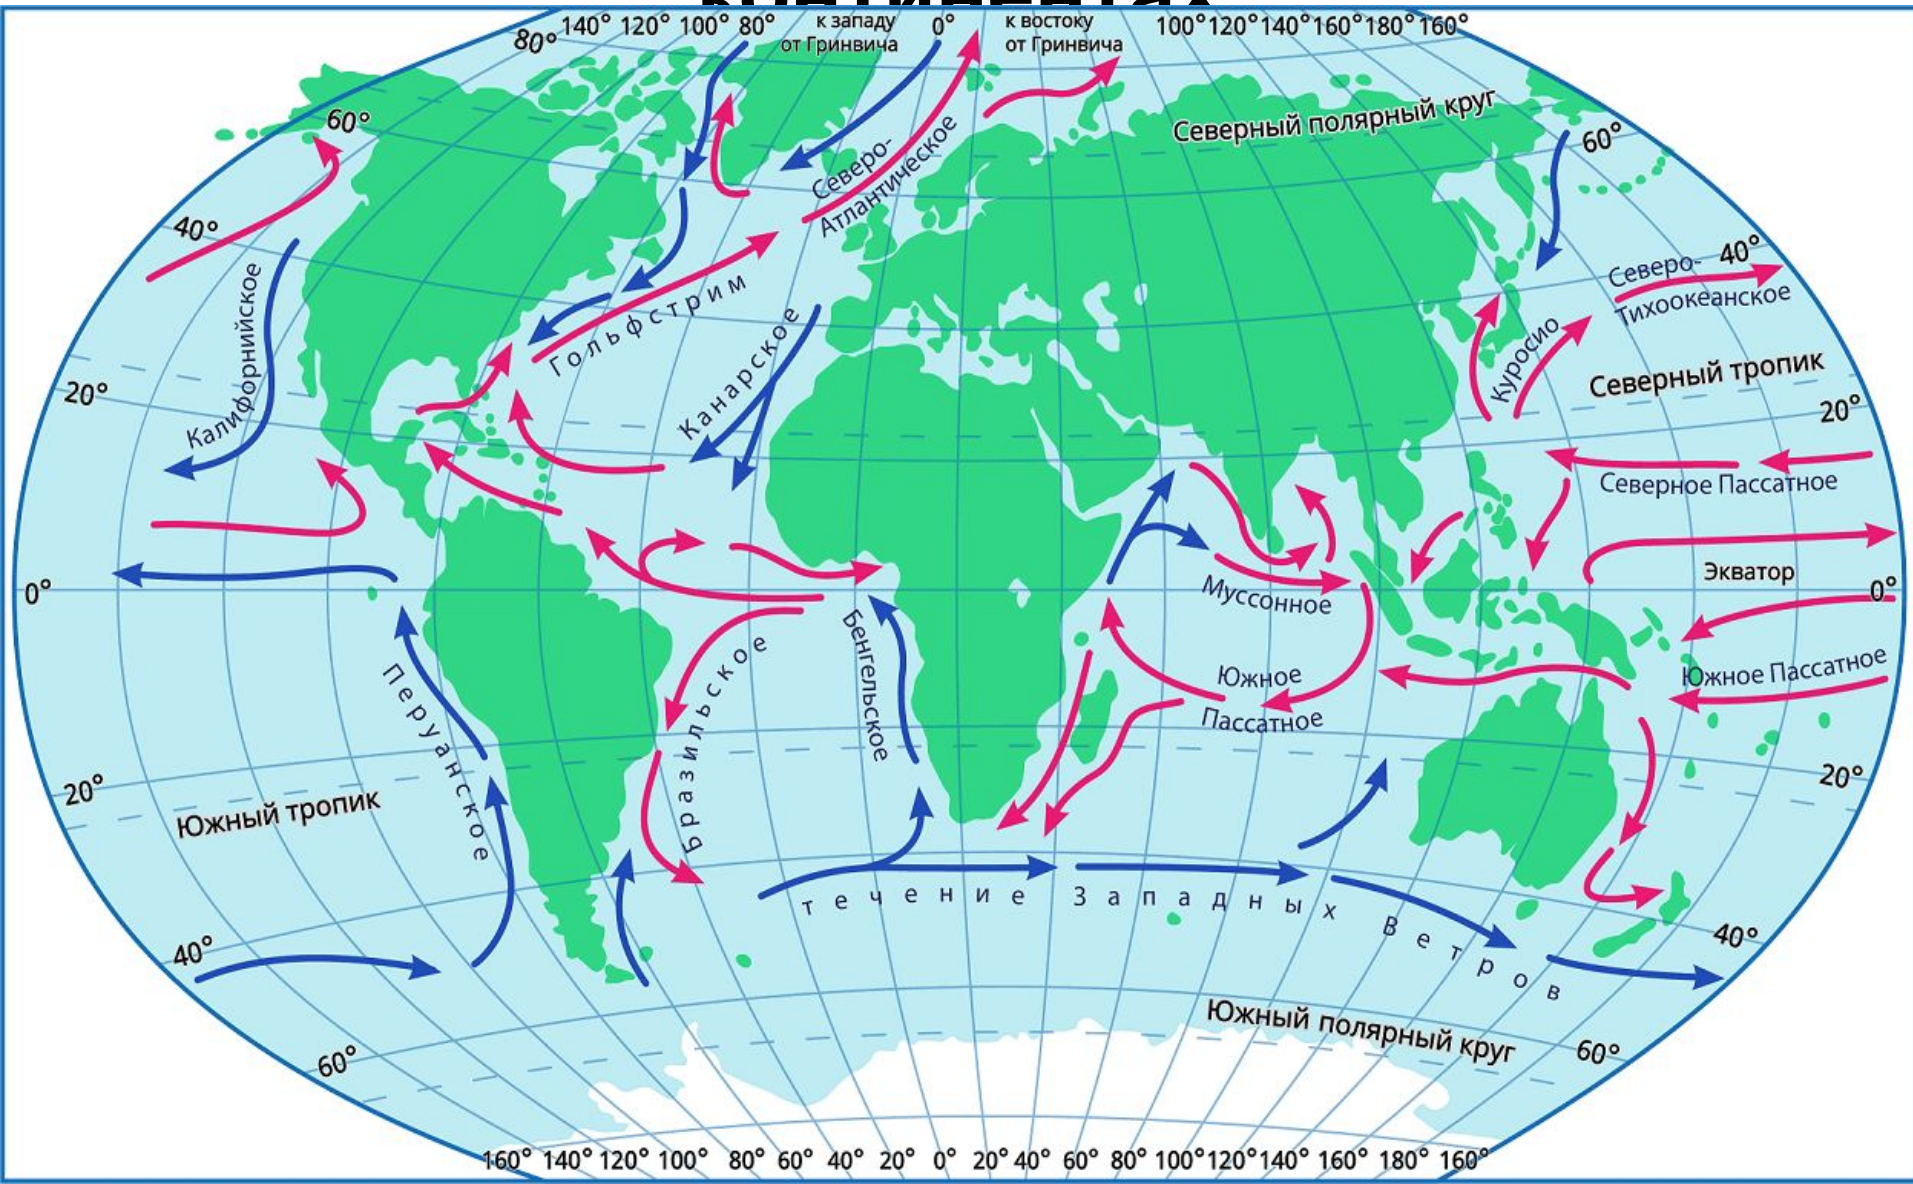 140° 120° 100° 80° к западу 0° к востоку 100° 120° 140° 160° 180° 160°
от Гринвича от Гринвича
80°
60°
Северный полярный круг
60°
Северо-
Атлантическое
40°
40°
Северо-
Тихоокеанское
Калифорнийское
Гольфстрим
Канарское
Куросио
Северный тропик
20°
20°
Северное Пассатное
Экватор
0°
0°
Муссонное
Бенгельское
Бразильское
Перуанское
Южное
Пассатное
Южное Пассатное
20°
20°
Южный тропик
течение Западных Ветров
40°
40°
Южный полярный круг
60°
60°
160° 140° 120° 100° 80° 60° 40° 20° 0° 20° 40° 60° 80° 100° 120° 140° 160° 180° 160°